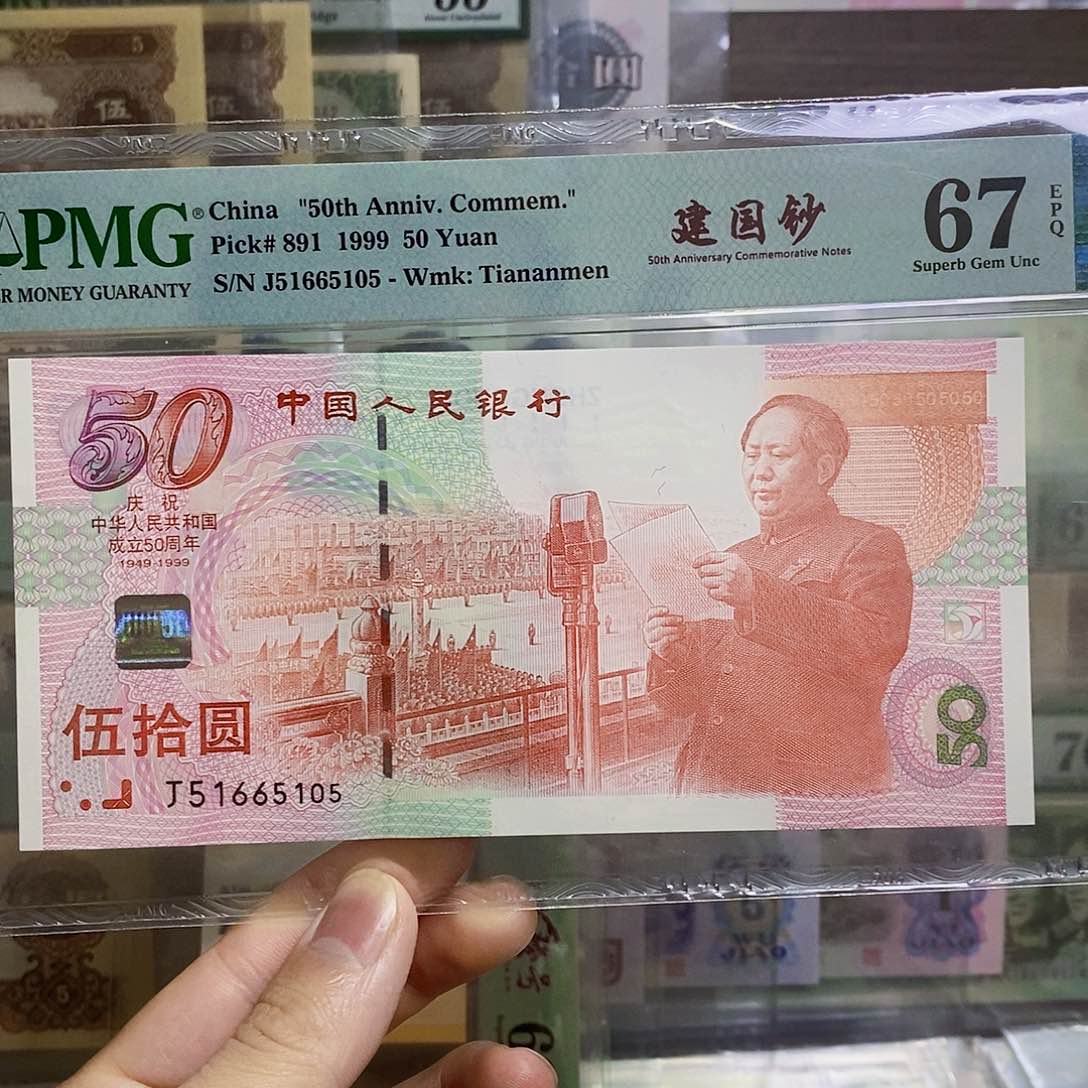 PMG® China "50th Anniv. Commem."
Pick# 891 1999 50 Yuan
S/N J51665105 - Wmk: Tiananmen
R MONEY GUARANTY
建国钞
50th Anniversary Commemorative Notes
67
EPQ
Superb Gem Unc
50
中国人民银行
庆祝
中华人民共和国
成立50周年
1949-1999
伍拾圆
J51665105
50